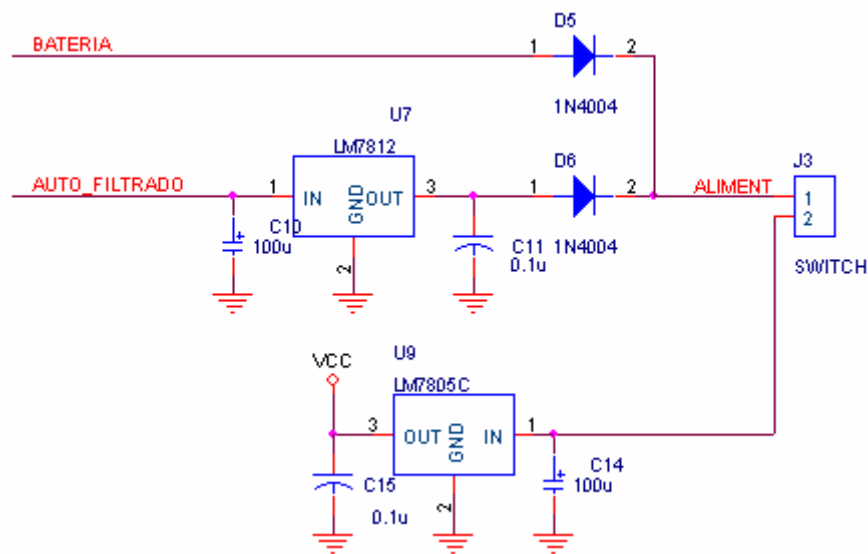 D5
BATERIA
1
2
1N4004
U7
LM7812
D6
J3
AUTO_FILTRADO
1
IN
GND
OUT
3
1
2
ALIMENT
1
2
C10
100u
2
C11
0.1u
1N4004
SWITCH
VCC
U9
LM7805C
3
OUT
GND
IN
1
C15
0.1u
2
C14
100u